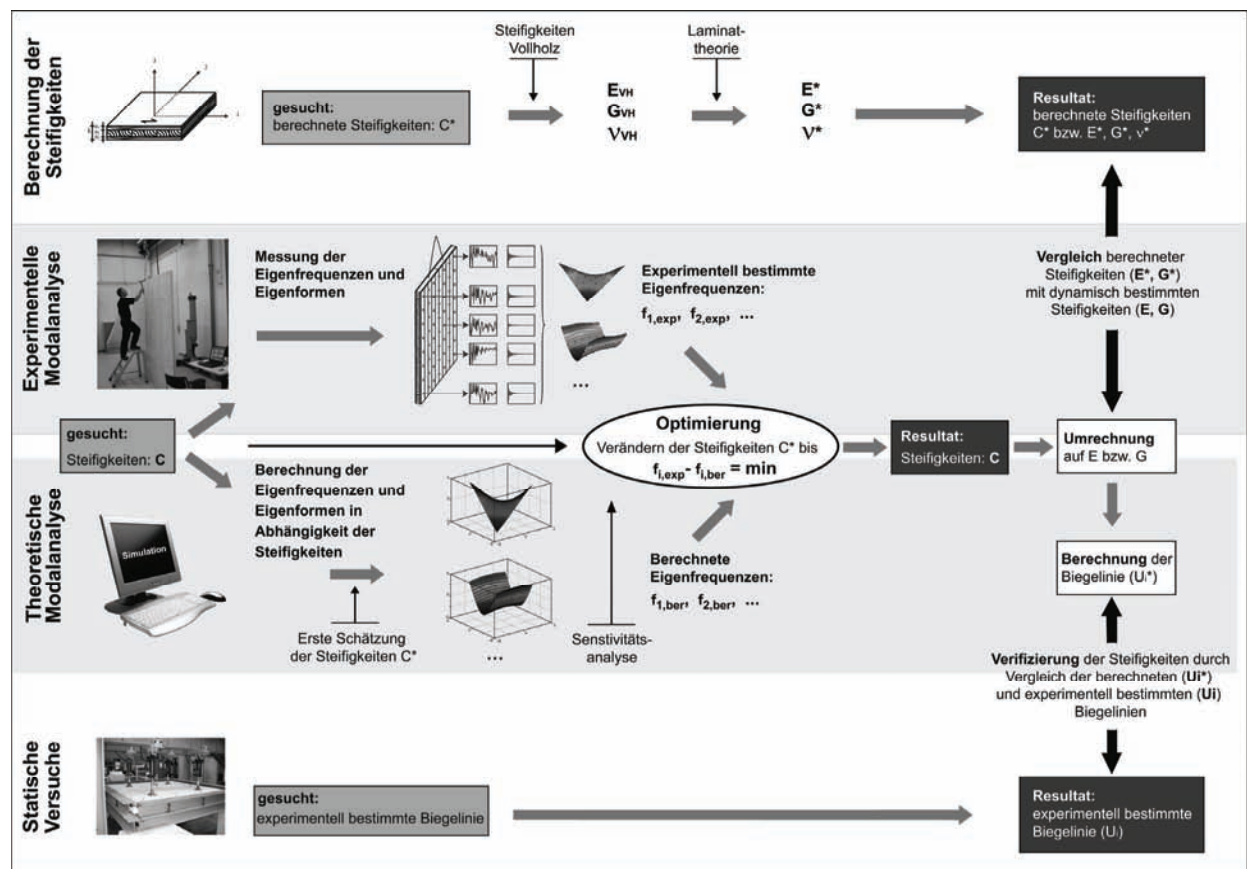 Berechnung der
Steifigkeiten
Steifigkeiten
Vollholz
Laminat-
theorie
gesucht:
berechnete Steifigkeiten: C*
EVH
GVH
νVH
E*
G*
ν*
Resultat:
berechnete Steifigkeiten
C* bzw. E*, G*, ν*
Experimentelle
Modalanalyse
Messung der
Eigenfrequenzen und
Eigenformen
...
Experimentell bestimmte
Eigenfrequenzen:
f1,exp, f2,exp, ...
Vergleich berechneter
Steifigkeiten (E*, G*)
mit dynamisch bestimmten
Steifigkeiten (E, G)
gesucht:
Steifigkeiten: C
Optimierung
Verändern der Steifigkeiten C* bis
fi,exp- fi,ber = min
Resultat:
Steifigkeiten: C
Umrechnung
auf E bzw. G
Theoretische
Modalanalyse
Simulation
Berechnung der
Eigenfrequenzen und
Eigenformen in
Abhängigkeit der
Steifigkeiten
Erste Schätzung
der Steifigkeiten C*
...
Senstivitäts-
analyse
Berechnete
Eigenfrequenzen:
f1,ber, f2,ber, ...
Berechnung der
Biegelinie (Ui*)
Verifizierung der Steifigkeiten durch
Vergleich der berechneten (Ui*)
und experimentell bestimmten (Ui)
Biegelinien
Statische
Versuche
gesucht:
experimentell bestimmte Biegelinie
Resultat:
experimentell bestimmte
Biegelinie (Ui)